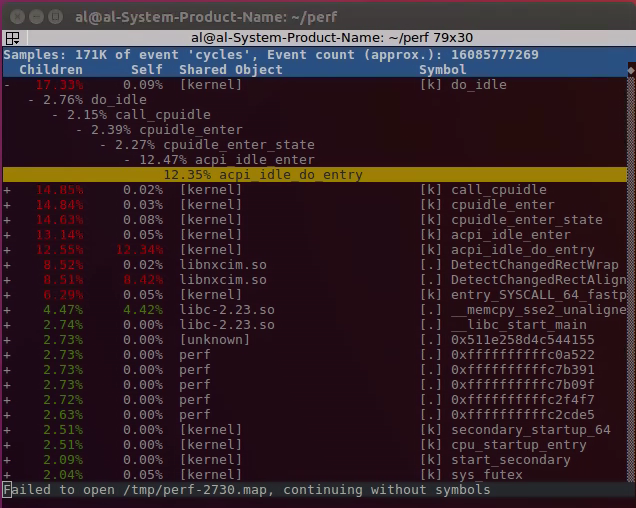 al@al-System-Product-Name: ~/perf
al@al-System-Product-Name: ~/perf 79x30
Samples: 171K of event 'cycles', Event count (approx.): 16085777269
Children Self Shared Object Symbol
- 17.33% 0.09% [kernel] [k] do_idle
- 2.76% do_idle
- 2.15% call_cpuidle
- 2.39% cpuidle_enter
- 2.27% cpuidle_enter_state
- 12.47% acpi_idle_enter
12.35% acpi_idle_do_entry
+ 14.85% 0.02% [kernel] [k] call_cpuidle
+ 14.84% 0.03% [kernel] [k] cpuidle_enter
+ 14.63% 0.08% [kernel] [k] cpuidle_enter_state
+ 13.14% 0.05% [kernel] [k] acpi_idle_enter
+ 12.55% 12.34% [kernel] [k] acpi_idle_do_entry
+ 8.52% 0.02% libnxcim.so [.] DetectChangedRectWrap
+ 8.51% 8.42% libnxcim.so [.] DetectChangedRectAlign
+ 6.29% 0.05% [kernel] [k] entry_SYSCALL_64_fastp
+ 4.47% 4.42% libc-2.23.so [.] __memcpy_sse2_unaligne
+ 2.74% 0.00% libc-2.23.so [.] __libc_start_main
+ 2.73% 0.00% [unknown] [.] 0x511e258d4c544155
+ 2.73% 0.00% perf [.] 0xffffffffffc0a522
+ 2.73% 0.00% perf [.] 0xffffffffffc7b391
+ 2.73% 0.00% perf [.] 0xffffffffffc7b09f
+ 2.72% 0.00% perf [.] 0xffffffffffc2f4f7
+ 2.63% 0.00% perf [.] 0xffffffffffc2cde5
+ 2.51% 0.00% [kernel] [k] secondary_startup_64
+ 2.51% 0.00% [kernel] [k] cpu_startup_entry
+ 2.09% 0.00% [kernel] [k] start_secondary
+ 2.04% 0.05% [kernel] [k] sys_futex
Failed to open /tmp/perf-2730.map, continuing without symbols